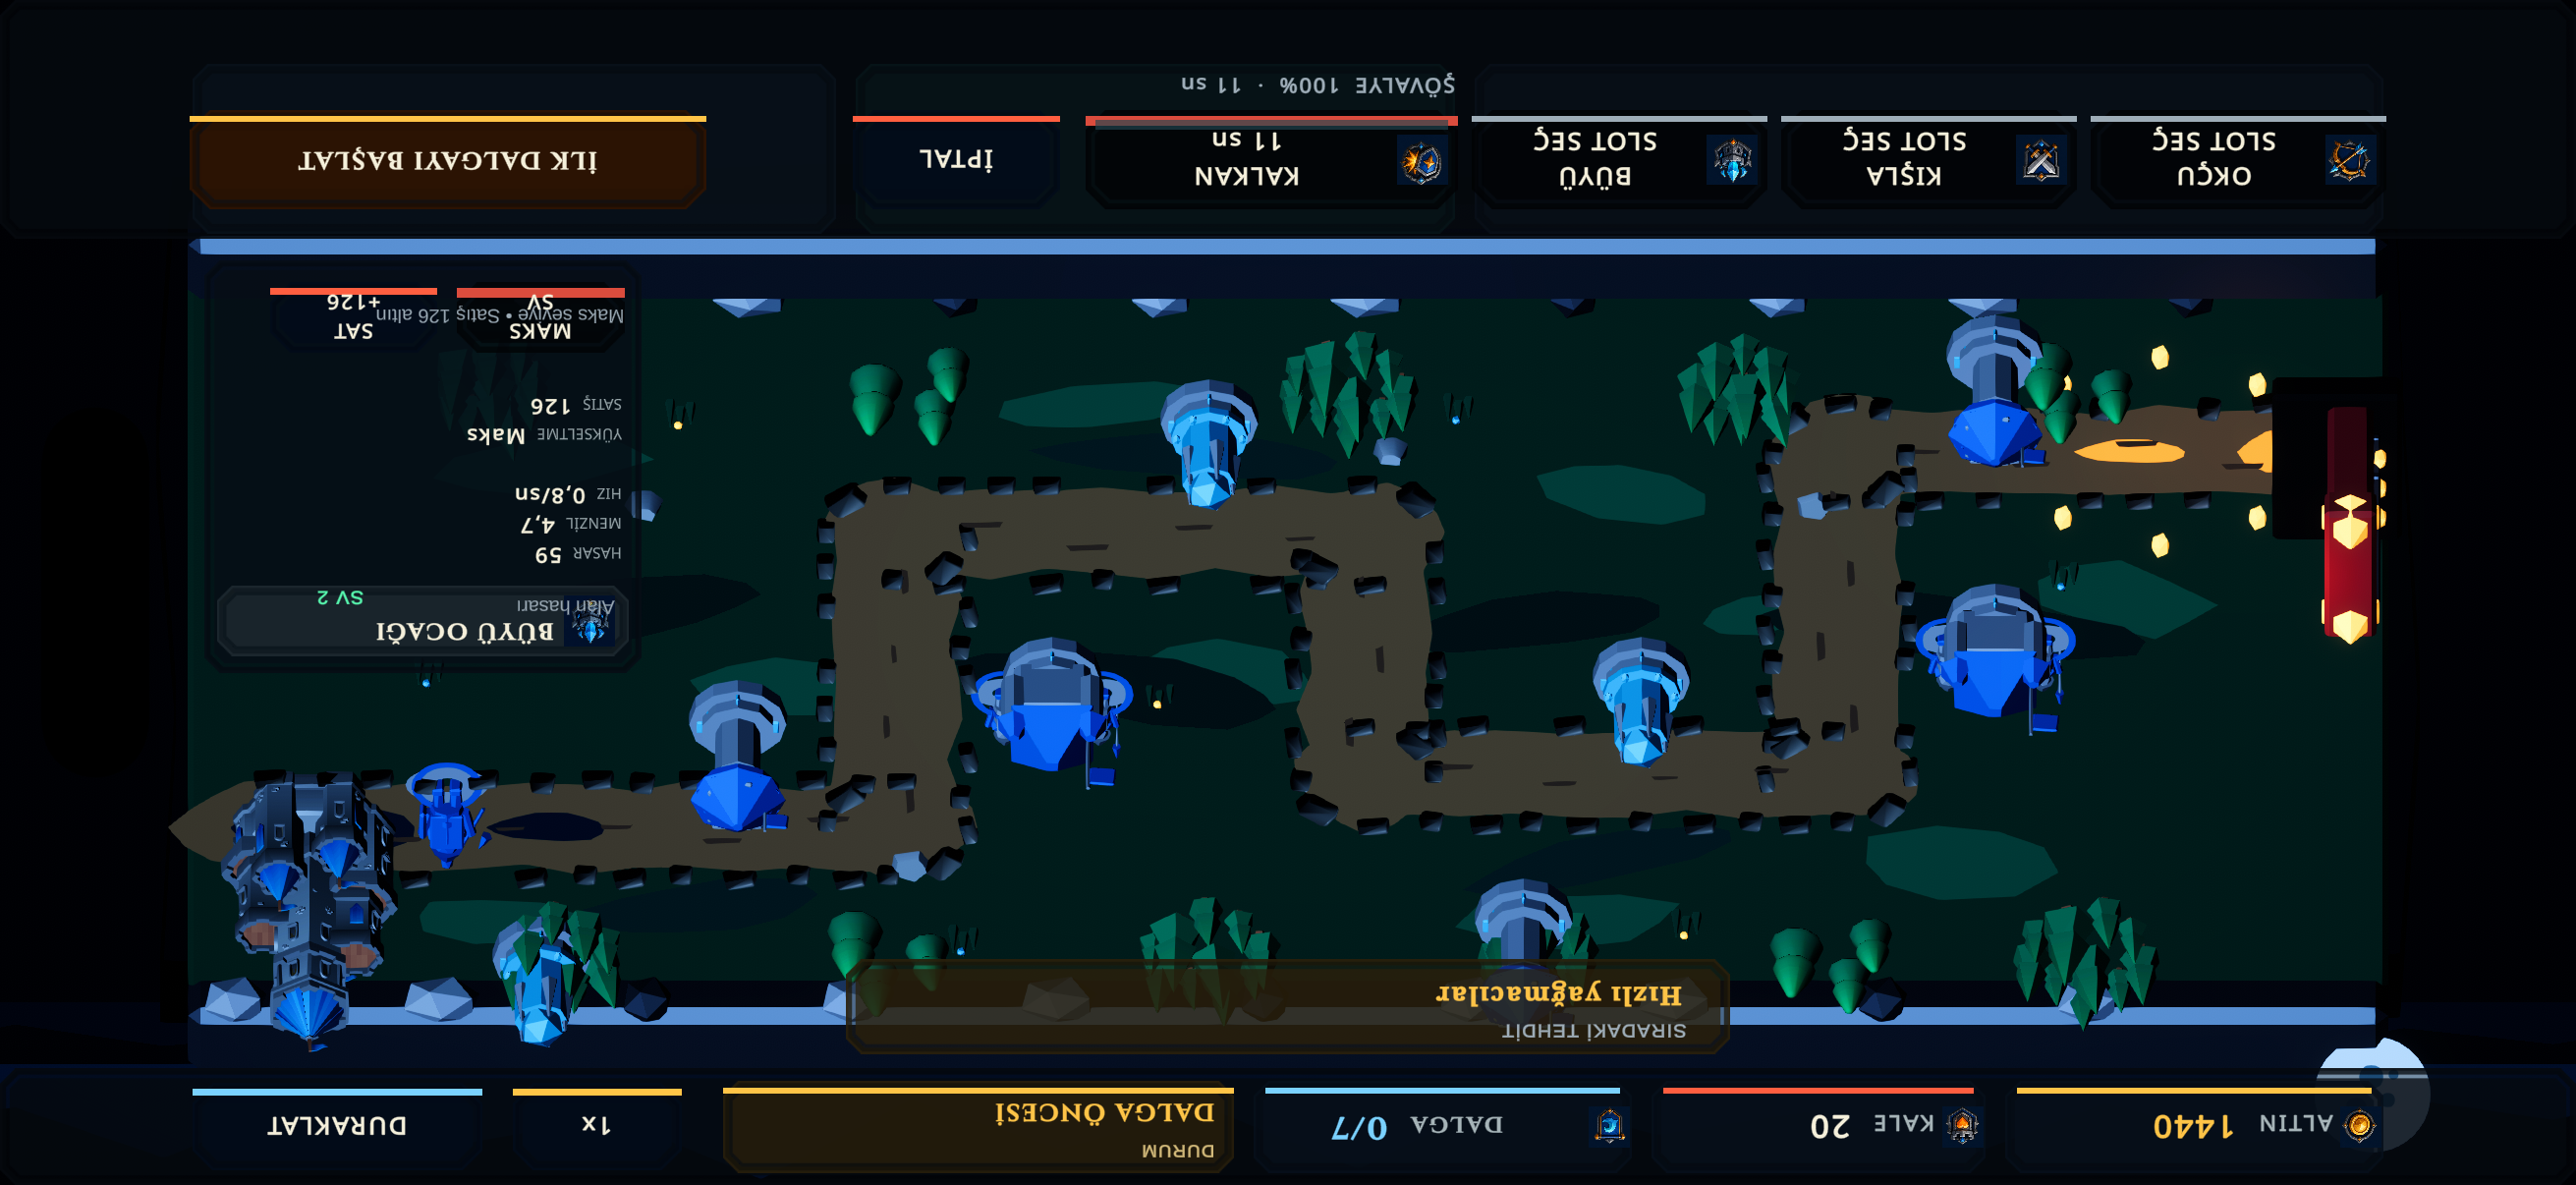 ALTIN 1440
KALE 20
DALGA 0/7
DURUM
DALGA ÖNCESİ
1x
DURAKLAT
SIRADAKİ TEHDİT
Hızlı yağmacılar
BÜYÜ OCAĞI
Alan hasarı
SV 2
HASAR 59
MENZİL 4,7
HIZ 0,8/sn
YÜKSELTME Maks
SATIŞ 126
Maks seviye • Satış 126 altın
MAKS
SV
SAT
+126
OKÇU
SLOT SEÇ
KIŞLA
SLOT SEÇ
BÜYÜ
SLOT SEÇ
KALKAN
11 sn
İPTAL
ŞÖVALYE 100% · 11 sn
İLK DALGAYI BAŞLAT